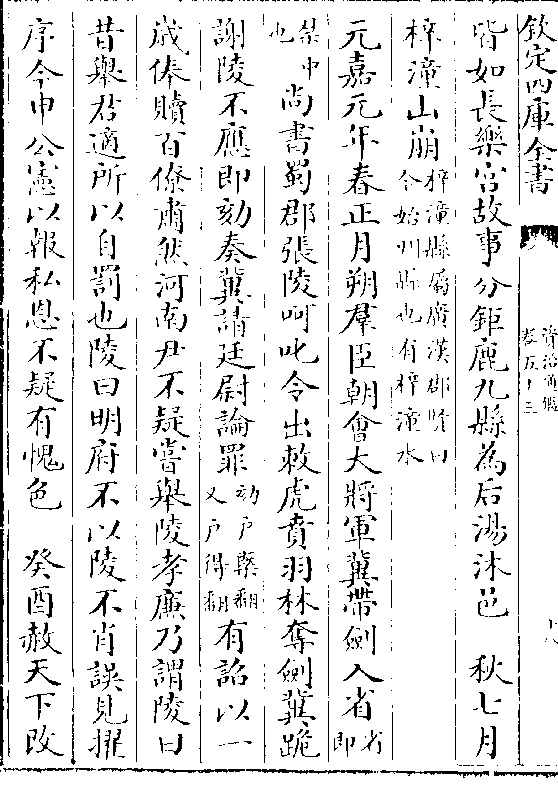 欽定四庫全書
資治通鑑
卷五十三
十八
皆如長樂宫故事分鉅鹿九縣為后湯沐邑 秋七月
梓潼山崩梓潼縣屬廣漢郡賢曰今始州縣也有梓潼水
元嘉元年春正月朔羣臣朝會大將軍冀帶劍入省省即
禁中也尚書蜀郡張陵呵叱令出敕虎賁羽林奪劍冀跪
謝陵不應即劾奏冀請廷尉論罪劾戶槩翻又戶得翻有詔以一
歲俸贖百僚肅然河南尹不疑嘗舉陵孝廉乃謂陵曰
昔舉君適所以自罰也陵曰明府不以陵不肖誤見擢
序今申公憲以報私恩不疑有愧色 癸酉赦天下改